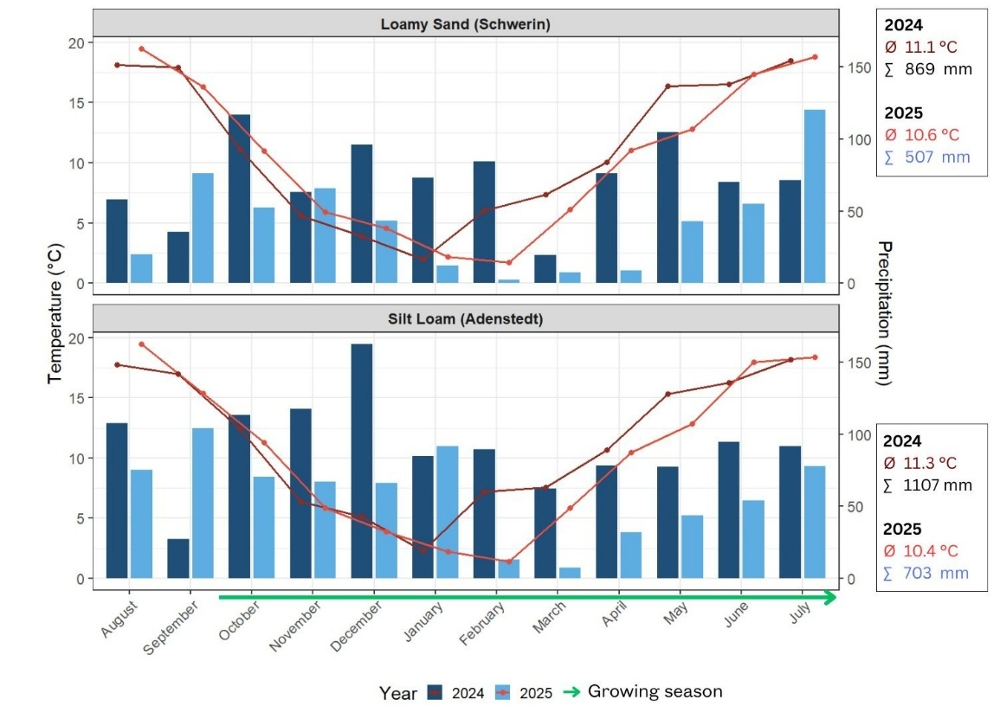 Loamy Sand (Schwerin)
20
15
10
5
0
150
100
50
0
2024
Ø 11.1 °C
∑ 869 mm
2025
Ø 10.6 °C
∑ 507 mm
Temperature (°C)
Precipitation (mm)
Silt Loam (Adenstedt)
20
15
10
5
0
150
100
50
0
2024
Ø 11.3 °C
∑ 1107 mm
2025
Ø 10.4 °C
∑ 703 mm
August
September
October
November
December
January
February
March
April
May
June
July
Year 2024 2025 Growing season